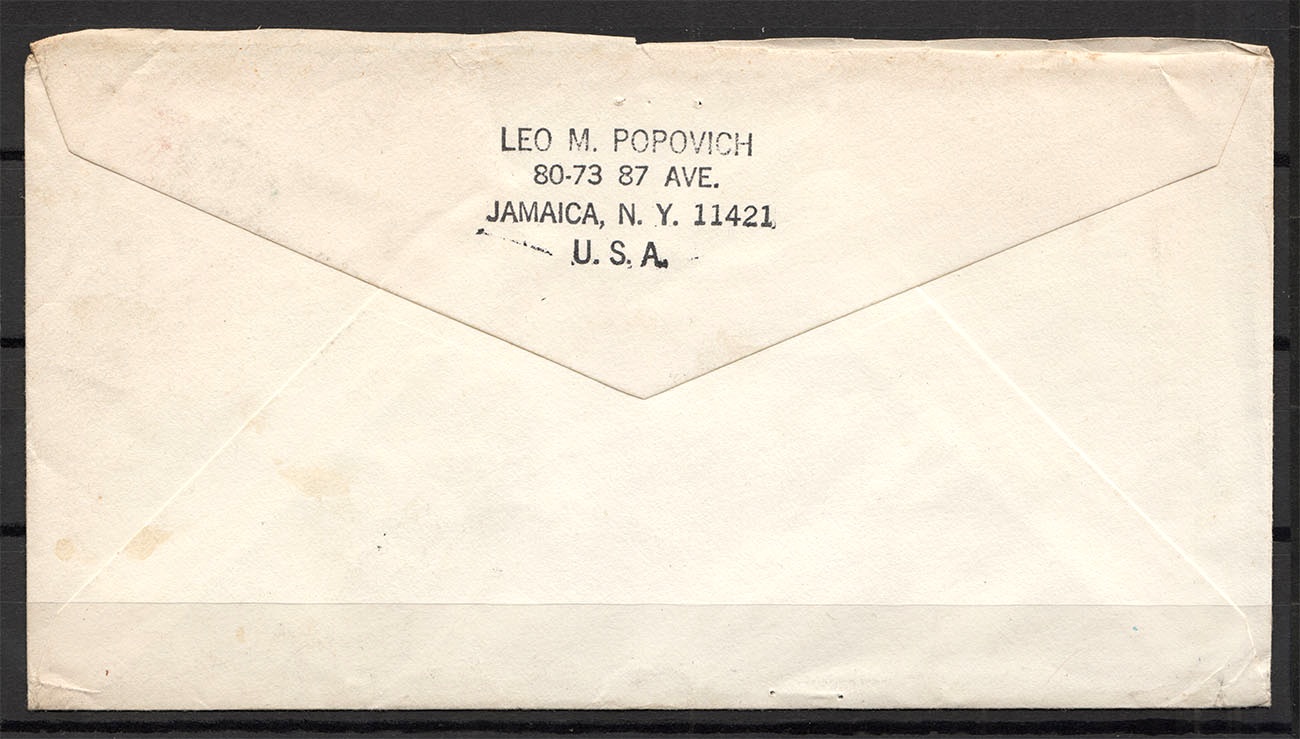 LEO M. POPOVICH
80-73 87 AVE.
JAMAICA, N. Y. 11421
U. S. A.